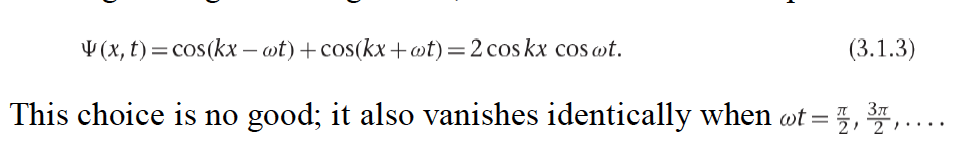 Ψ(x, t) = cos(kx − ωt) + cos(kx + ωt) = 2 cos kx cos ωt. (3.1.3)
This choice is no good; it also vanishes identically when ωt = π/2, 3π/2, . . . .